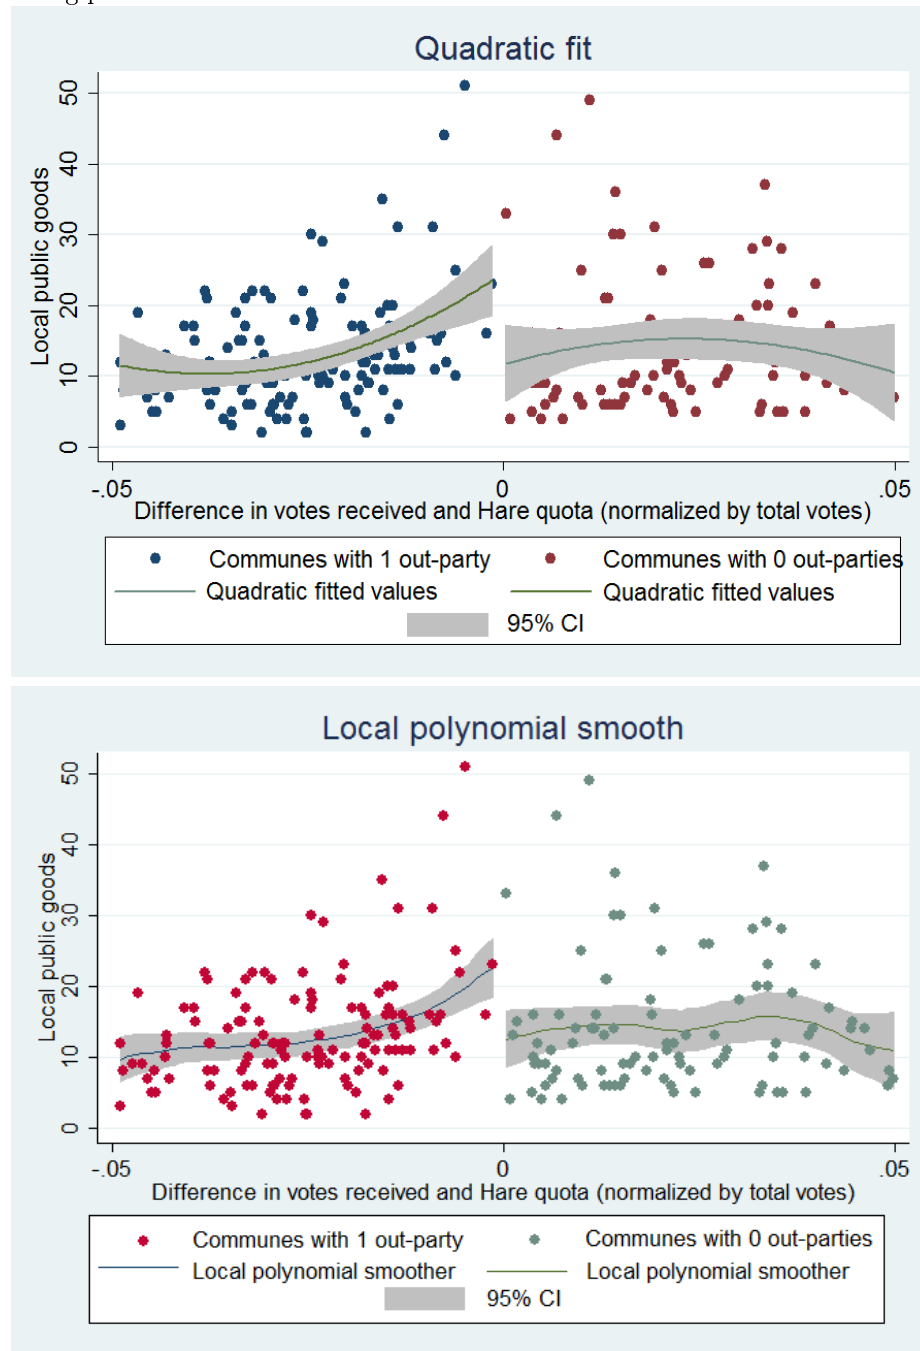 Quadratic fit
Local public goods
50
40
30
20
10
0
-.05 0 .05
Difference in votes received and Hare quota (normalized by total votes)
Communes with 1 out-party Communes with 0 out-parties
Quadratic fitted values Quadratic fitted values
95% CI
Local polynomial smooth
Local public goods
50
40
30
20
10
0
-.05 0 .05
Difference in votes received and Hare quota (normalized by total votes)
Communes with 1 out-party Communes with 0 out-parties
Local polynomial smoother Local polynomial smoother
95% CI